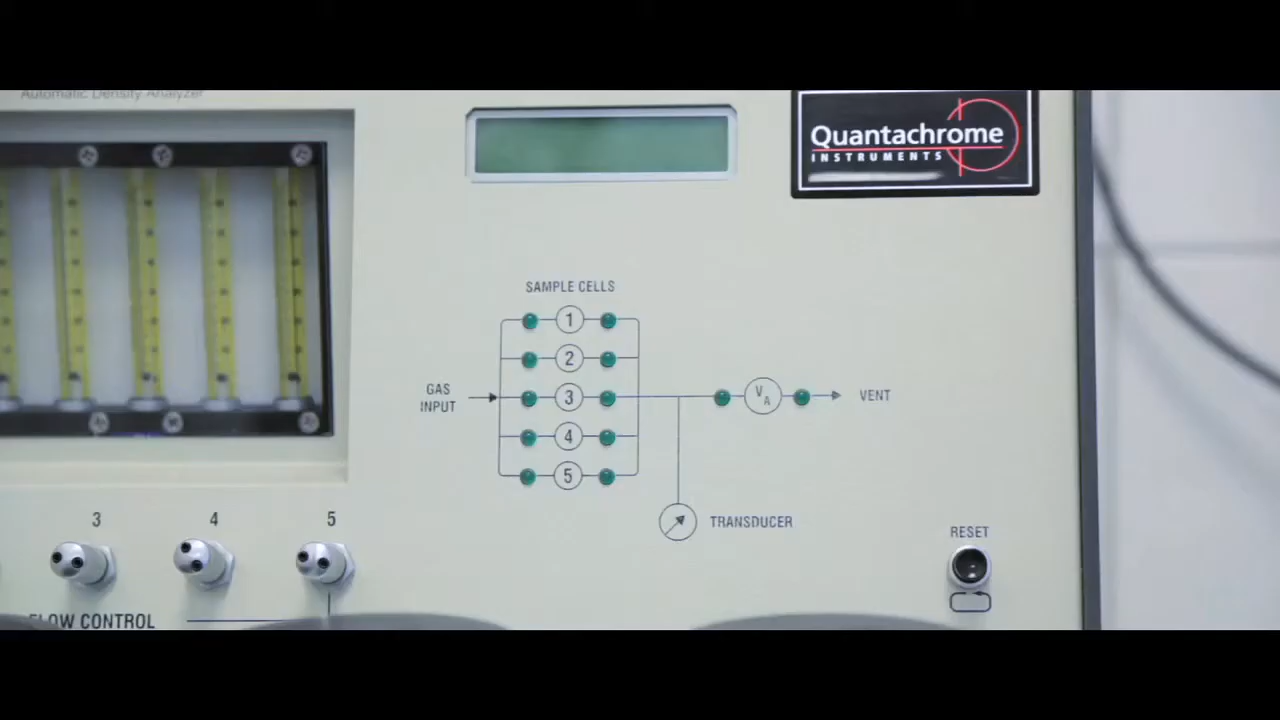 Automatic Density Analyzer
Quantachrome
INSTRUMENTS
SAMPLE CELLS
1
2
GAS
INPUT
3
VA
VENT
4
5
TRANSDUCER
3
4
5
RESET
FLOW CONTROL